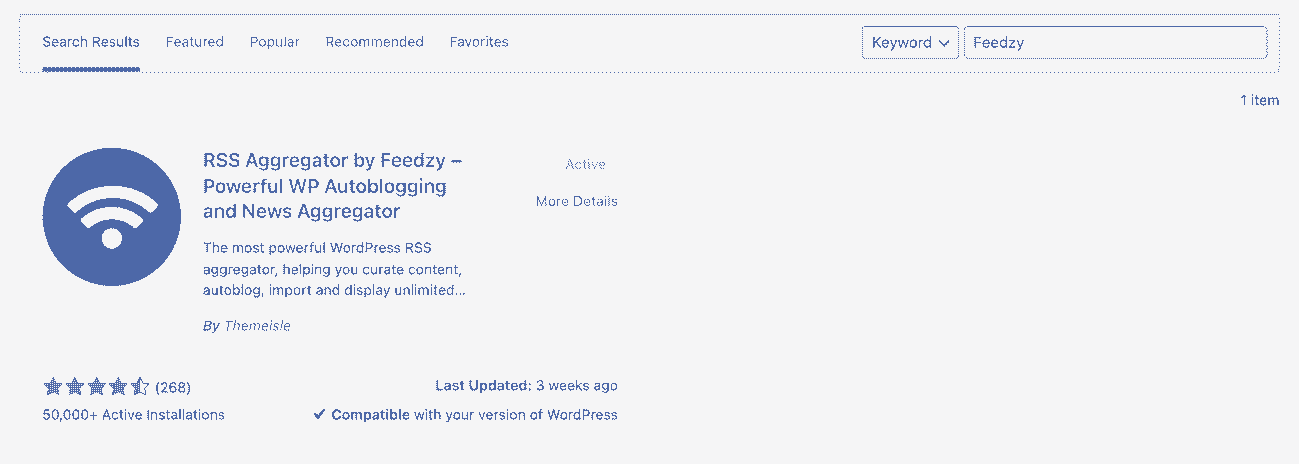 Search Results Featured Popular Recommended Favorites Keyword Feedzy
1 item
RSS Aggregator by Feedzy –
Powerful WP Autoblogging
and News Aggregator
Active
More Details
The most powerful WordPress RSS
aggregator, helping you curate content,
autoblog, import and display unlimited...
By Themeisle
(268)
Last Updated: 3 weeks ago
50,000+ Active Installations
✔ Compatible with your version of WordPress